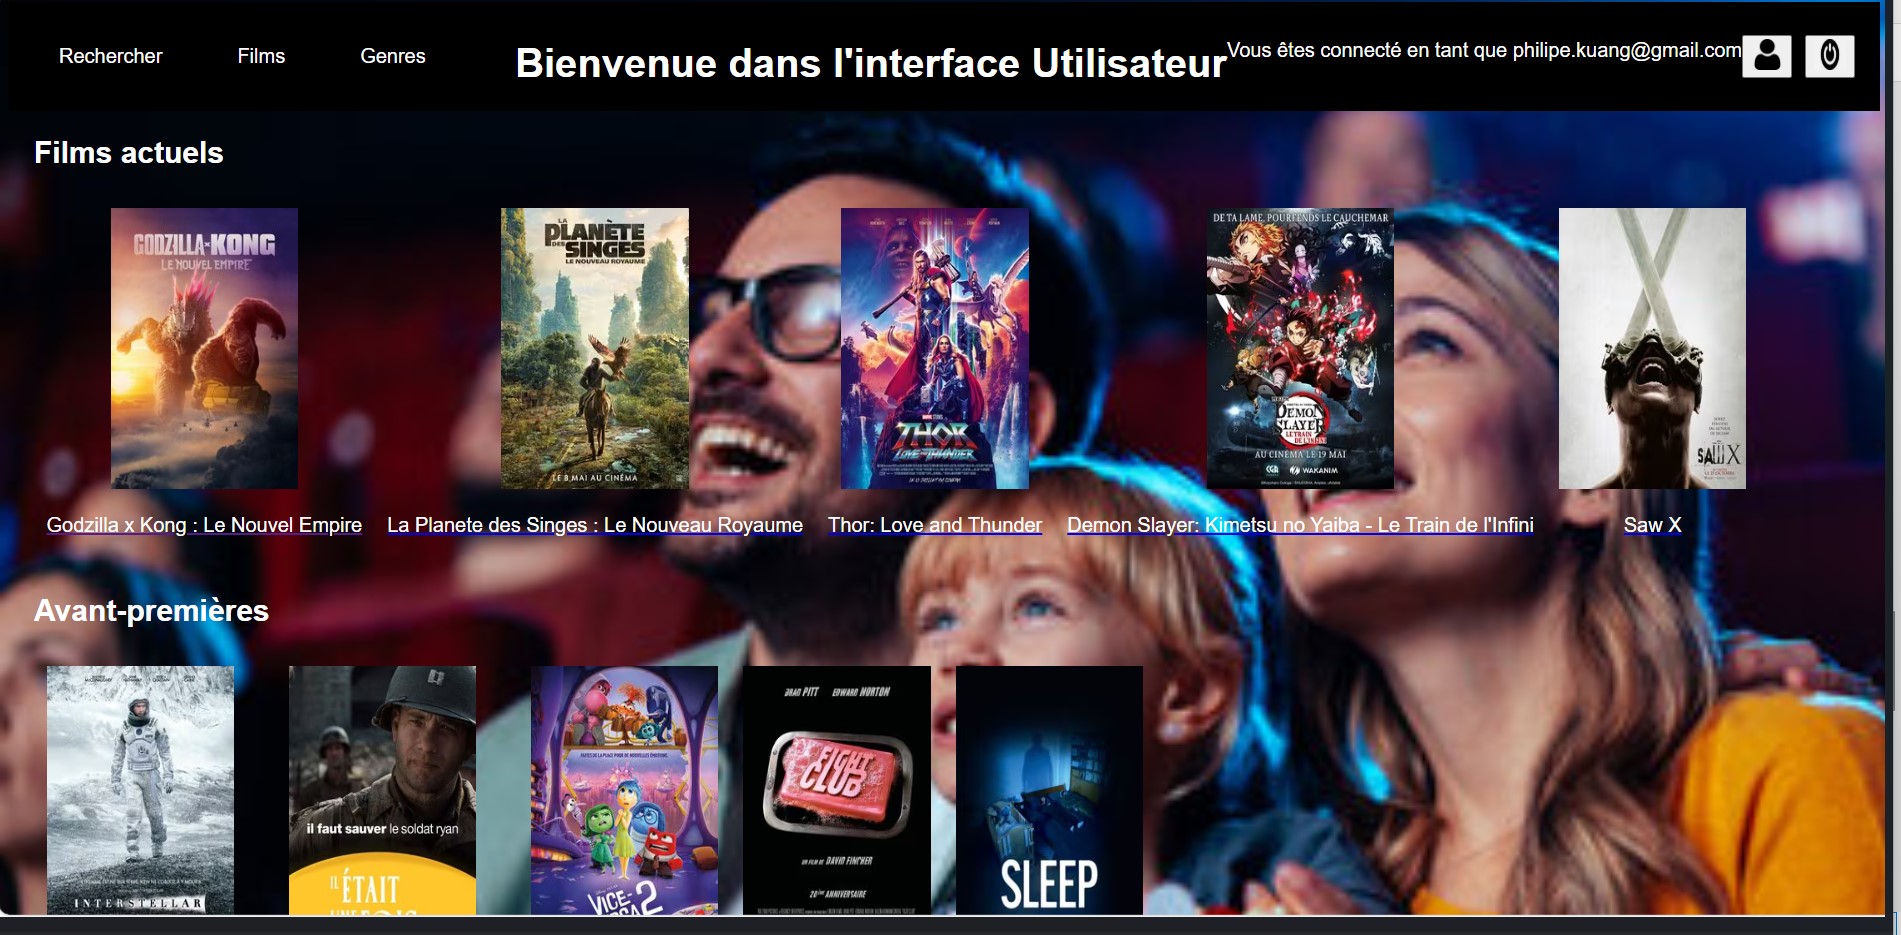 Rechercher
Films
Genres
Bienvenue dans l'interface Utilisateur
Vous êtes connecté en tant que philipe.kuang@gmail.com
Films actuels
GODZILLA x KONG
LE NOUVEL EMPIRE
LA
PLANÈTE
DES SINGES
LE NOUVEAU ROYAUME
LE 8 MAI AU CINÉMA
THOR
LOVE AND THUNDER
DE TA LAME, POURFENDS LE CAUCHEMAR
DEMON
SLAYER
LE TRAIN
DE L'INFINI
AU CINÉMA LE 19 MAI
CGR
WAKANIM
SAW X
Godzilla x Kong : Le Nouvel Empire
La Planete des Singes : Le Nouveau Royaume
Thor: Love and Thunder
Demon Slayer: Kimetsu no Yaiba - Le Train de l'Infini
Saw X
Avant-premières
INTERSTELLAR
il faut sauver le soldat ryan
IL ÉTAIT
VICE-
2
BRAD PITT EDWARD NORTON
FIGHT
CLUB
UN FILM DE DAVID FINCHER
20ème ANNIVERSAIRE
SLEEP